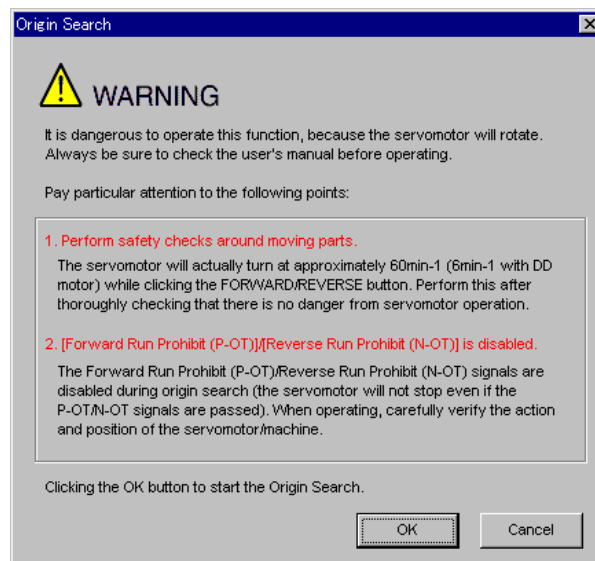 Origin Search
WARNING
It is dangerous to operate this function, because the servomotor will rotate.
Always be sure to check the user's manual before operating.
Pay particular attention to the following points:
1. Perform safety checks around moving parts.
The servomotor will actually turn at approximately 60min-1 (6min-1 with DD
motor) while clicking the FORWARD/REVERSE button. Perform this after
thoroughly checking that there is no danger from servomotor operation.
2. [Forward Run Prohibit (P-OT)]/[Reverse Run Prohibit (N-OT)] is disabled.
The Forward Run Prohibit (P-OT)/Reverse Run Prohibit (N-OT) signals are
disabled during origin search (the servomotor will not stop even if the
P-OT/N-OT signals are passed). When operating, carefully verify the action
and position of the servomotor/machine.
Clicking the OK button to start the Origin Search.
OK
Cancel